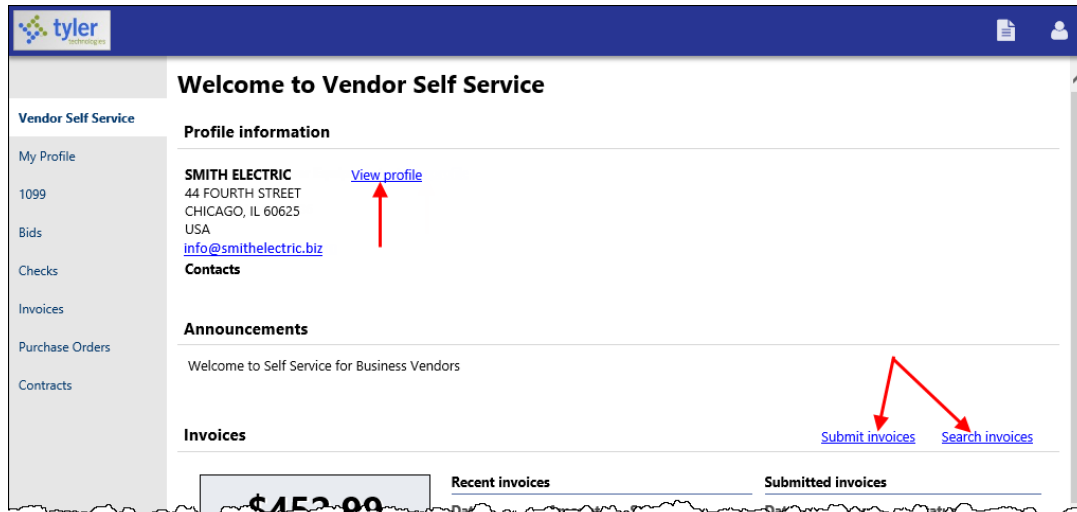 tyler
technologies
Welcome to Vendor Self Service
Vendor Self Service
My Profile
1099
Bids
Checks
Invoices
Purchase Orders
Contracts
Profile information
SMITH ELECTRIC View profile
44 FOURTH STREET
CHICAGO, IL 60625
USA
info@smithelectric.biz
Contacts
Announcements
Welcome to Self Service for Business Vendors
Invoices Submit invoices Search invoices
$452.99
Recent invoices
Submitted invoices